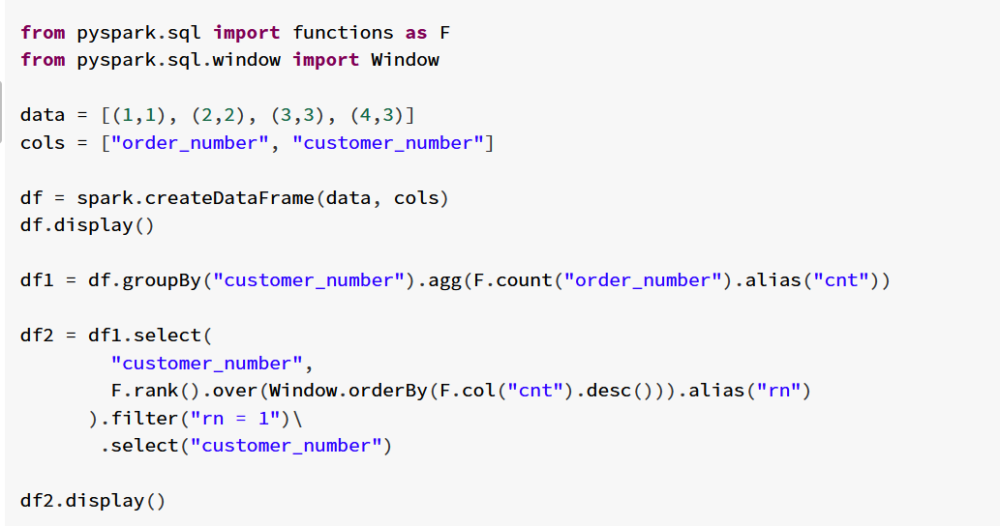 from pyspark.sql import functions as F
from pyspark.sql.window import Window

data = [(1,1), (2,2), (3,3), (4,3)]
cols = ["order_number", "customer_number"]

df = spark.createDataFrame(data, cols)
df.display()

df1 = df.groupBy("customer_number").agg(F.count("order_number").alias("cnt"))

df2 = df1.select(
        "customer_number",
        F.rank().over(Window.orderBy(F.col("cnt").desc())).alias("rn")
      ).filter("rn = 1")\
       .select("customer_number")

df2.display()